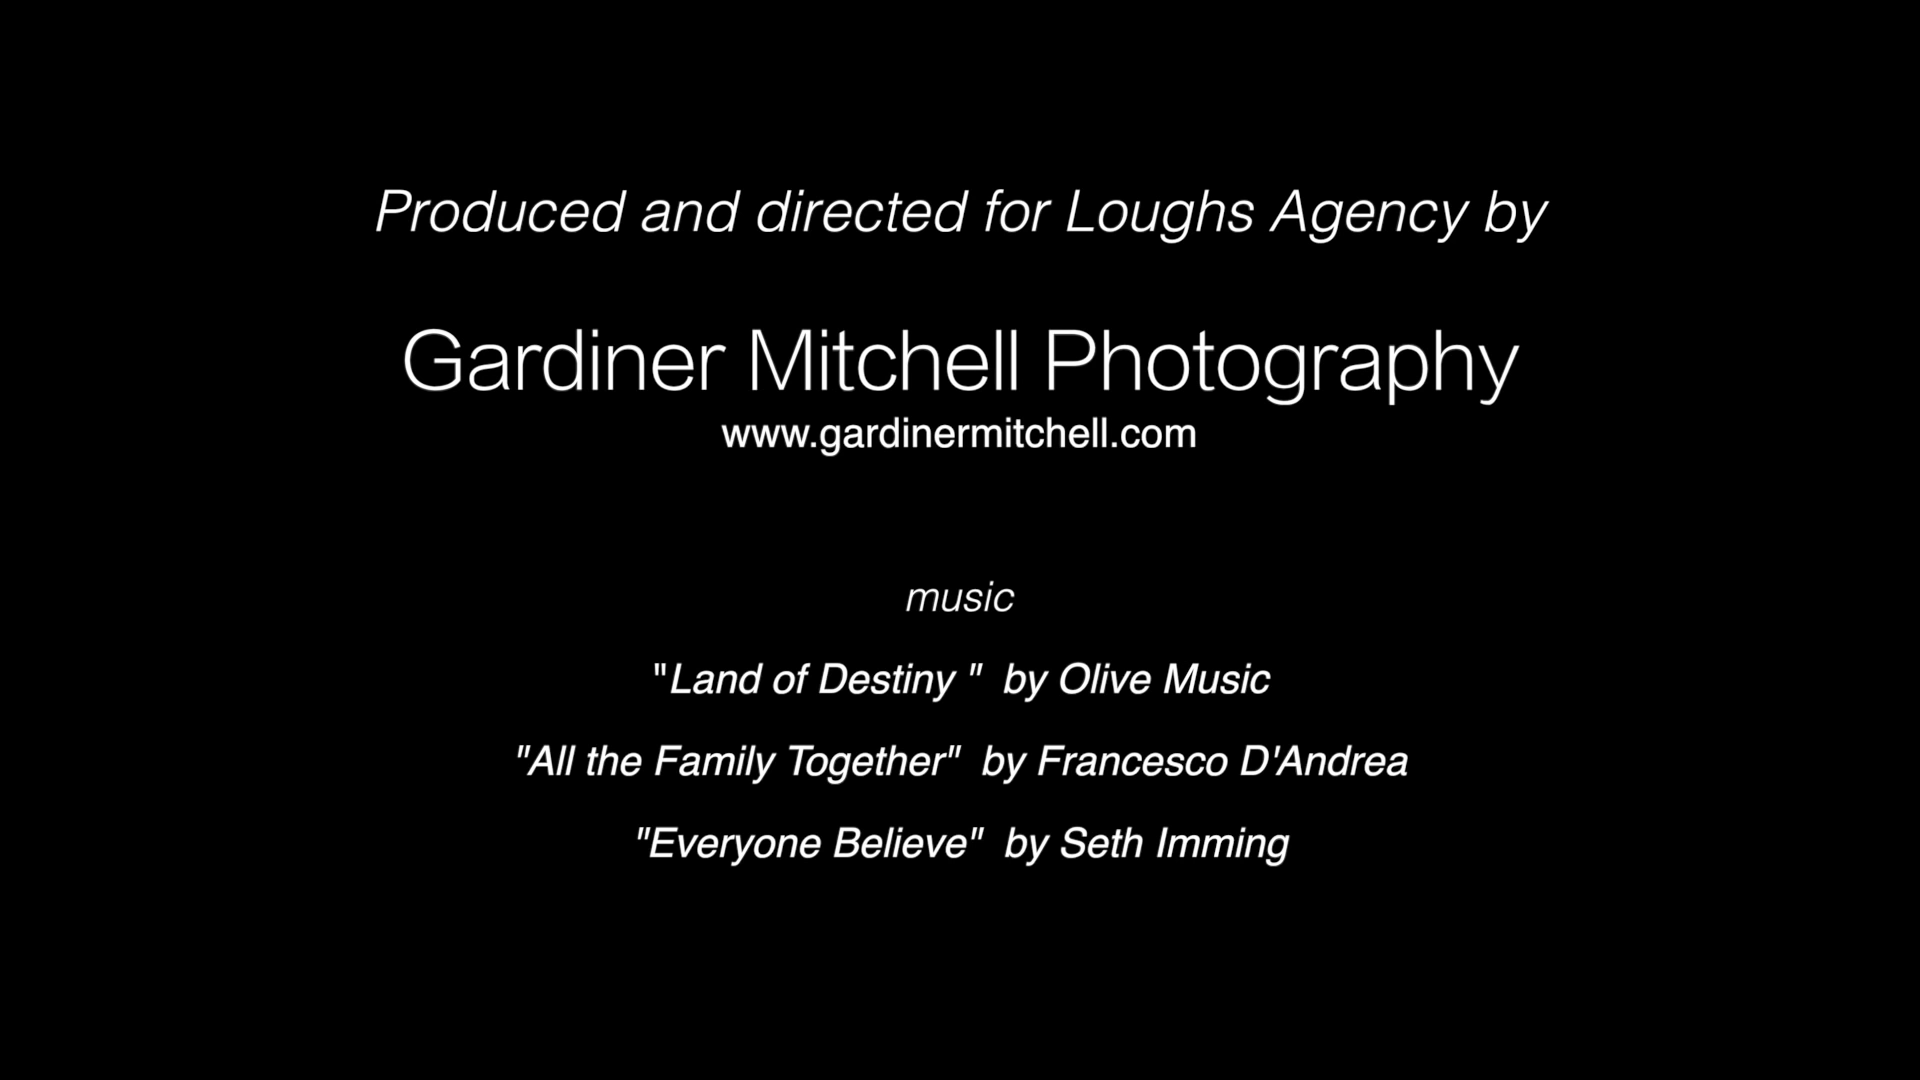 Produced and directed for Loughs Agency by
Gardiner Mitchell Photography
www.gardinermitchell.com
music
"Land of Destiny "  by Olive Music
"All the Family Together"  by Francesco D'Andrea
"Everyone Believe"  by Seth Imming